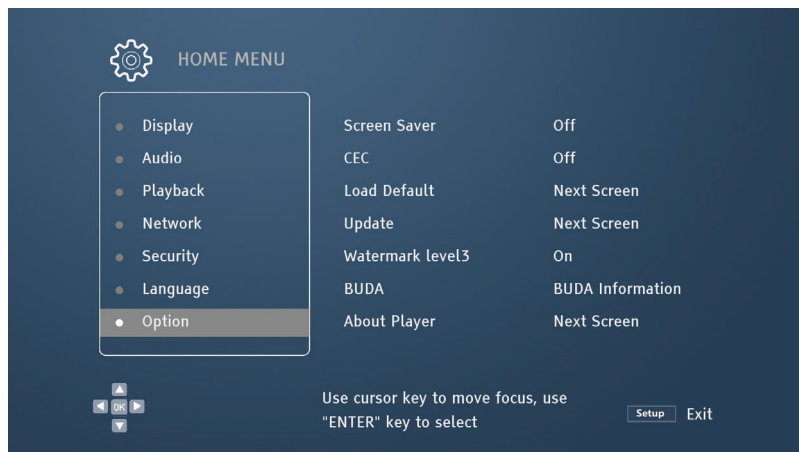 HOME MENU
Display Screen Saver Off
Audio CEC Off
Playback Load Default Next Screen
Network Update Next Screen
Security Watermark level3 On
Language BUDA BUDA Information
Option About Player Next Screen
OK
Use cursor key to move focus, use
"ENTER" key to select
Setup Exit